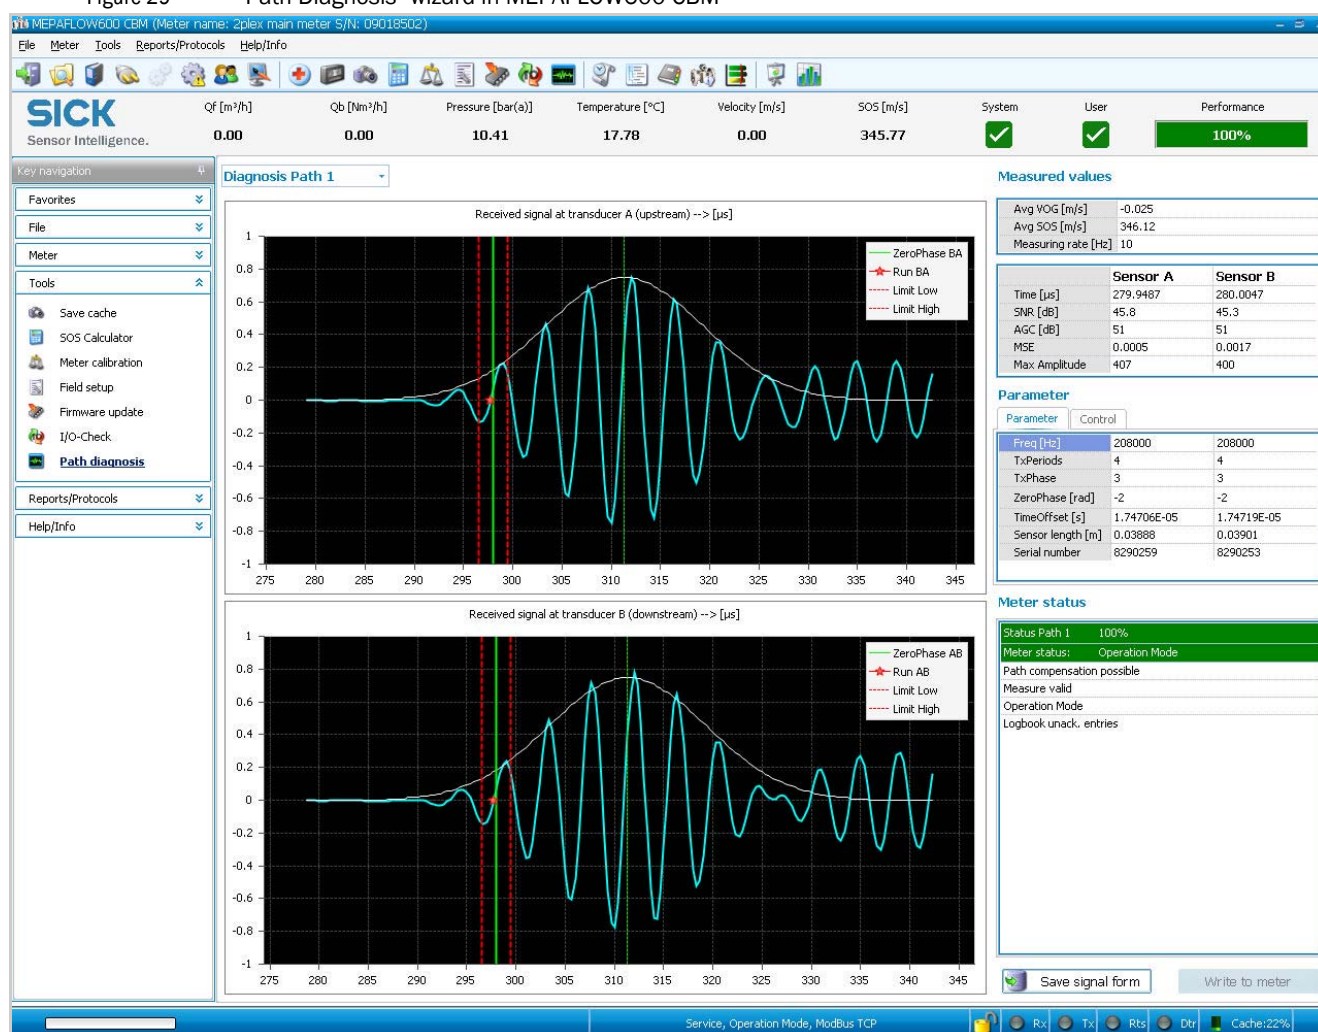 Figure 29 "Path Diagnosis" wizard in MEPAFLOW600 CBM
MEPAFLOW600 CBM (Meter name: 2plex main meter S/N: 09018502)
File Meter Tools Reports/Protocols Help/Info
SICK
Sensor Intelligence.
Qf [m³/h] Qb [Nm³/h] Pressure [bar(a)] Temperature [°C] Velocity [m/s] SOS [m/s] System User Performance
0.00 0.00 10.41 17.78 0.00 345.77 100%
Key navigation
Favorites
File
Meter
Tools
Save cache
SOS Calculator
Meter calibration
Field setup
Firmware update
I/O-Check
Path diagnosis
Reports/Protocols
Help/Info
Diagnosis Path 1
Received signal at transducer A (upstream) --> [µs]
1
0.8
0.6
0.4
0.2
0
-0.2
-0.4
-0.6
-0.8
-1
275 280 285 290 295 300 305 310 315 320 325 330 335 340 345
ZeroPhase BA
Run BA
Limit Low
Limit High
Received signal at transducer B (downstream) --> [µs]
1
0.8
0.6
0.4
0.2
0
-0.2
-0.4
-0.6
-0.8
-1
275 280 285 290 295 300 305 310 315 320 325 330 335 340 345
ZeroPhase AB
Run AB
Limit Low
Limit High
Measured values
Avg VOG [m/s] -0.025
Avg SOS [m/s] 346.12
Measuring rate [Hz] 10
Sensor A Sensor B
Time [µs] 279.9487 280.0047
SNR [dB] 45.8 45.3
AGC [dB] 51 51
MSE 0.0005 0.0017
Max Amplitude 407 400
Parameter
Parameter Control
Freq [Hz] 208000 208000
TxPeriods 4 4
TxPhase 3 3
ZeroPhase [rad] -2 -2
TimeOffset [s] 1.74706E-05 1.74719E-05
Sensor length [m] 0.03888 0.03901
Serial number 8290259 8290253
Meter status
Status Path 1 100%
Meter status: Operation Mode
Path compensation possible
Measure valid
Operation Mode
Logbook unack. entries
Save signal form Write to meter
Service, Operation Mode, ModBus TCP Rx Tx Rts Dtr Cache:22%